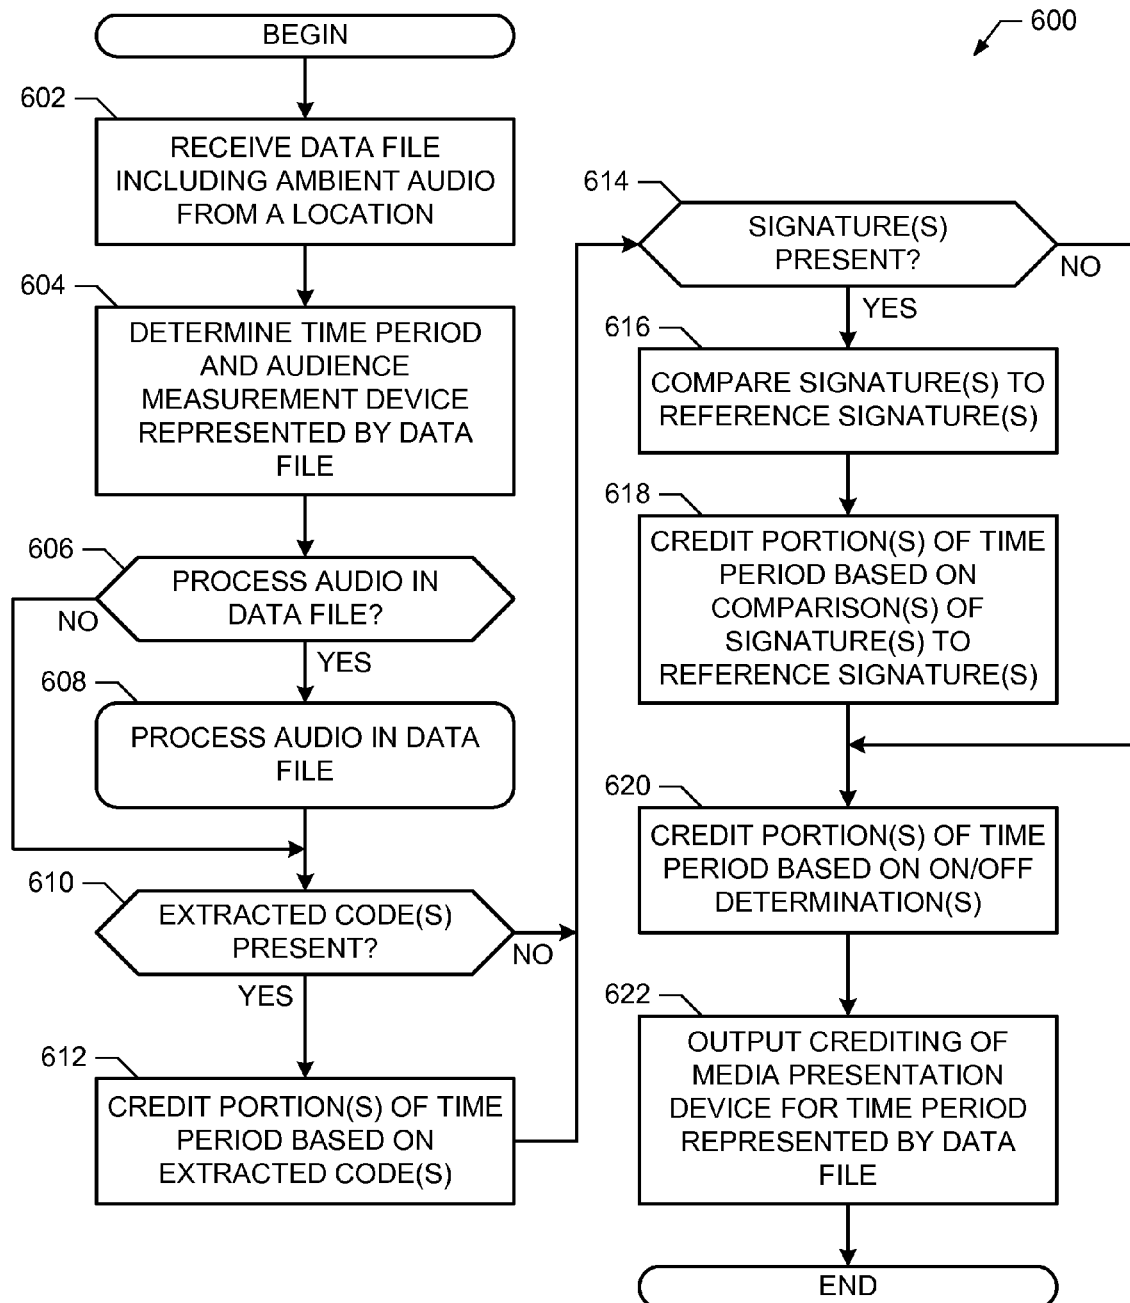 BEGIN
600
602
RECEIVE DATA FILE
INCLUDING AMBIENT AUDIO
FROM A LOCATION
604
DETERMINE TIME PERIOD
AND AUDIENCE
MEASUREMENT DEVICE
REPRESENTED BY DATA
FILE
606
PROCESS AUDIO IN
DATA FILE?
NO
YES
608
PROCESS AUDIO IN DATA
FILE
610
EXTRACTED CODE(S)
PRESENT?
NO
YES
612
CREDIT PORTION(S) OF TIME
PERIOD BASED ON
EXTRACTED CODE(S)
614
SIGNATURE(S)
PRESENT?
NO
YES
616
COMPARE SIGNATURE(S) TO
REFERENCE SIGNATURE(S)
618
CREDIT PORTION(S) OF TIME
PERIOD BASED ON
COMPARISON(S) OF
SIGNATURE(S) TO
REFERENCE SIGNATURE(S)
620
CREDIT PORTION(S) OF TIME
PERIOD BASED ON ON/OFF
DETERMINATION(S)
622
OUTPUT CREDITING OF
MEDIA PRESENTATION
DEVICE FOR TIME PERIOD
REPRESENTED BY DATA
FILE
END